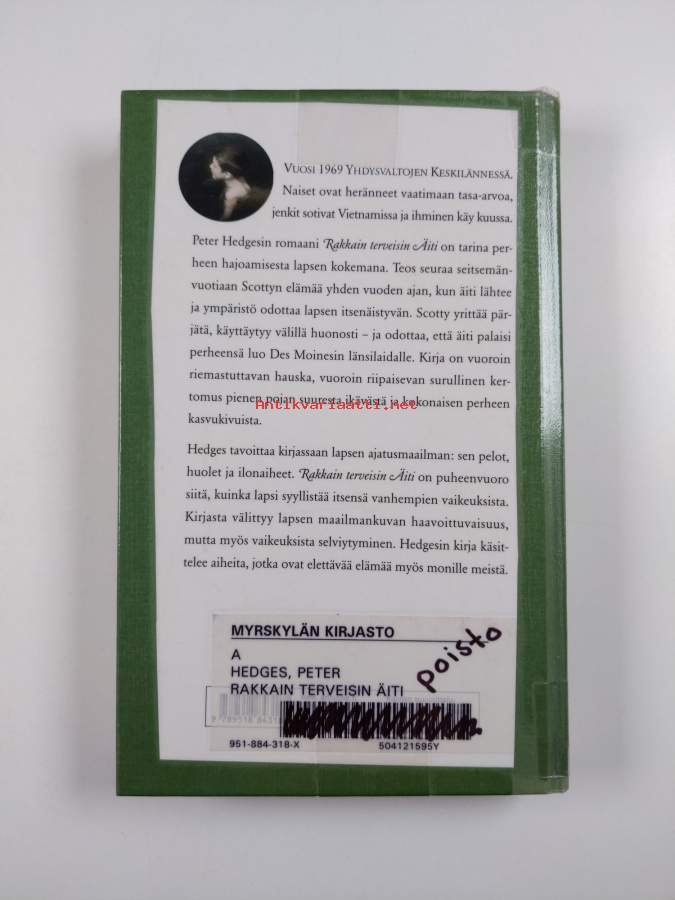 VUOSI 1969 YHDYSVALTOJEN KESKILÄNNESSÄ.
Naiset ovat heränneet vaatimaan tasa-arvoa,
jenkit sotivat Vietnamissa ja ihminen käy kuussa.
Peter Hedgesin romaani Rakkain terveisin Äiti on tarina per-
heen hajoamisesta lapsen kokemana. Teos seuraa seitsemän-
vuotiaan Scottyn elämää yhden vuoden ajan, kun äiti lähtee
ja ympäristö odottaa lapsen itsenäistyvän. Scotty yrittää pär-
jätä, käyttäytyy välillä huonosti – ja odottaa, että äiti palaisi
perheensä luo Des Moinesin länsilaidalle. Kirja on vuoroin
riemastuttavan hauska, vuoroin riipaisevan surullinen ker-
tomus pienen pojan suuresta ikävästä ja kokonaisen perheen
Antikvariaatti.net
kasvukivuista.
Hedges tavoittaa kirjassaan lapsen ajatusmaailman: sen pelot,
huolet ja ilonaiheet. Rakkain terveisin Äiti on puheenvuoro
siitä, kuinka lapsi syyllistää itsensä vanhempien vaikeuksista.
Kirjasta välittyy lapsen maailmankuvan haavoittuvaisuus,
mutta myös vaikeuksista selviytyminen. Hedgesin kirja käsit-
telee aiheita, jotka ovat elettävää elämää myös monille meistä.
MYRSKYLÄN KIRJASTO
poisto
A
HEDGES, PETER
RAKKAIN TERVEISIN ÄITI
951-884-318-X 504121595Y